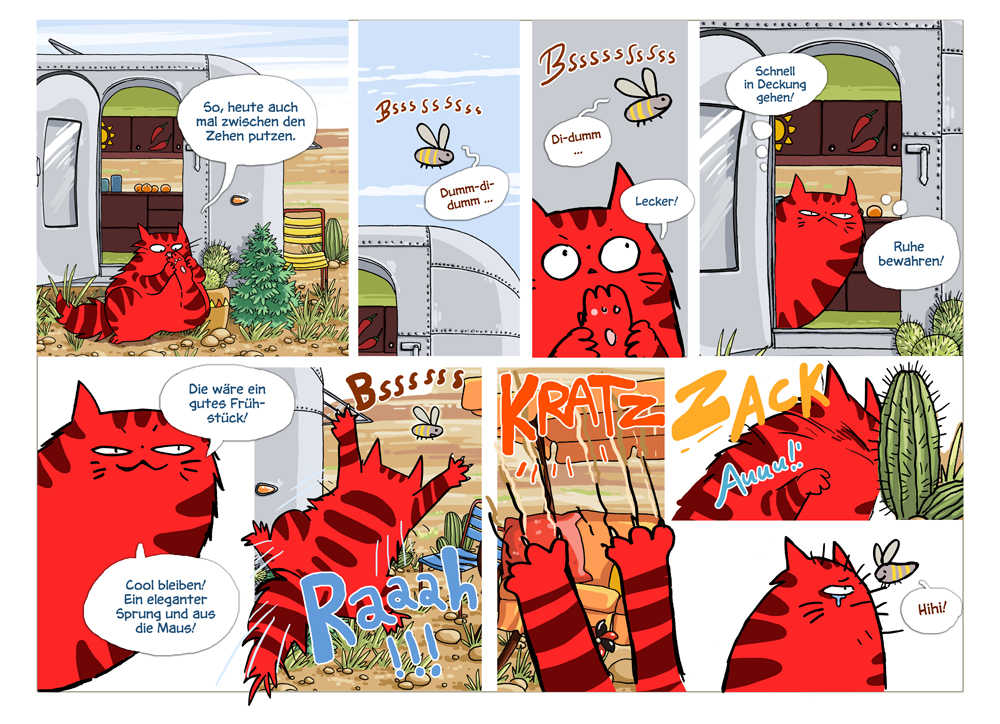 So, heute auch
mal zwischen den
Zehen putzen.
Bsssssssss
Dumm-di-
dumm ...
Bsssssssss
Di-dumm
...
Lecker!
Schnell
in Deckung
gehen!
Ruhe
bewahren!
Die wäre ein
gutes Früh-
stück!
Cool bleiben!
Ein eleganter
Sprung und aus
die Maus!
Bssssss
Raaah
!!!
KRATZ
ZACK
Auuu!
Hihi!